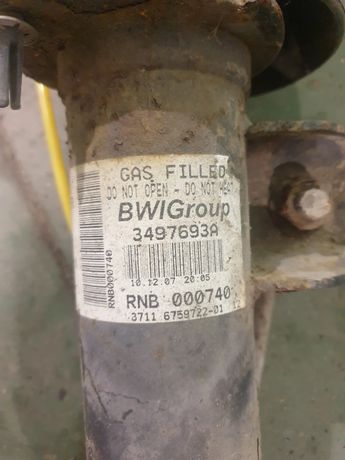 GAS FILLED
DO NOT OPEN - DO NOT HEAT
BWIGroup
3497693A
10.12.07 20:05
RNB 000740
3711 6759722-01
RNB000740